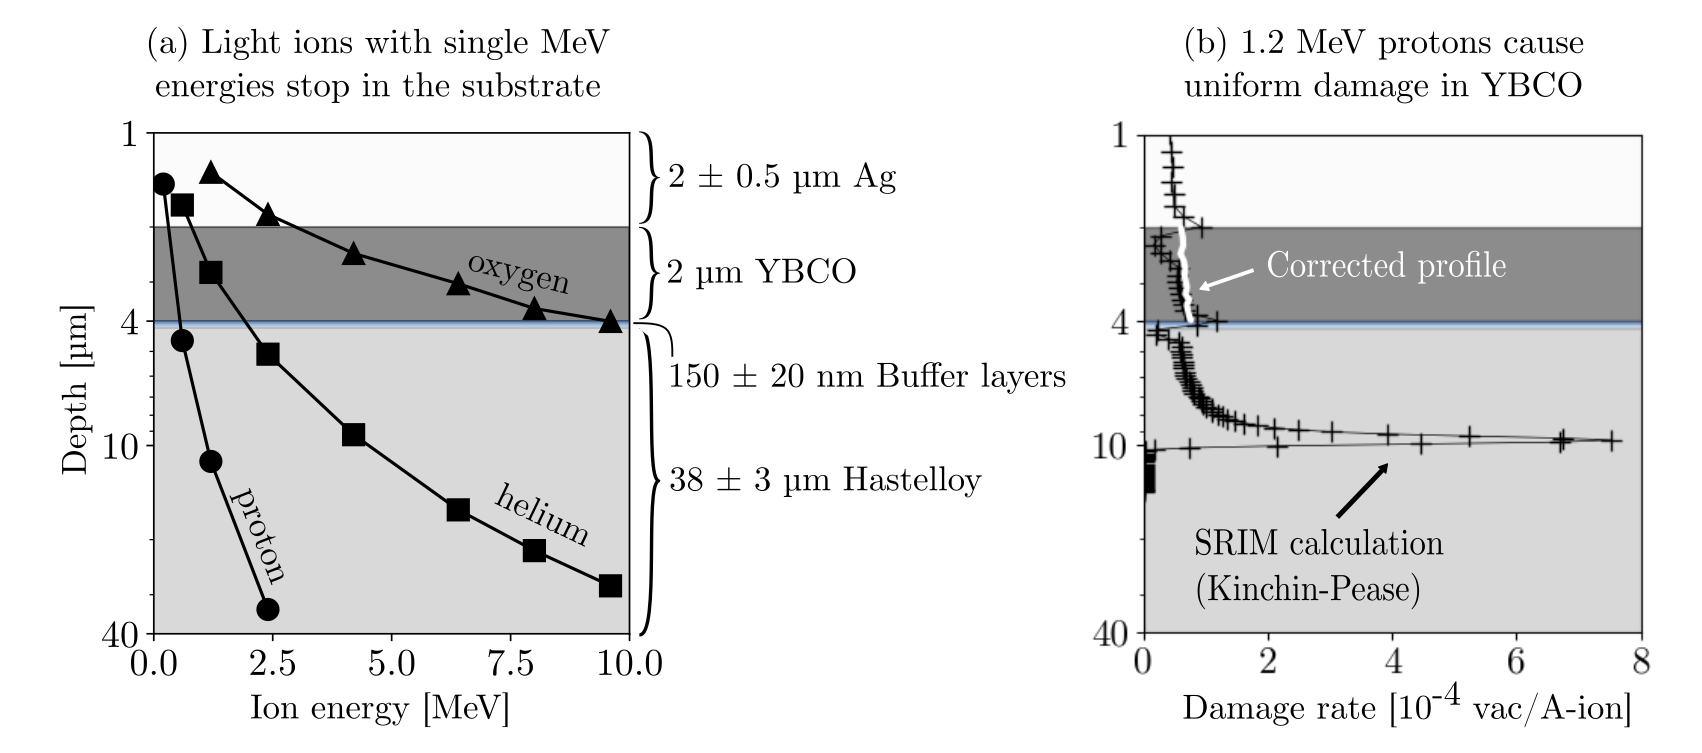 (a) Light ions with single MeV
energies stop in the substrate
1
4
10
40
Depth [µm]
0.0 2.5 5.0 7.5 10.0
Ion energy [MeV]
oxygen
helium
proton
2 ± 0.5 µm Ag
2 µm YBCO
150 ± 20 nm Buffer layers
38 ± 3 µm Hastelloy
(b) 1.2 MeV protons cause
uniform damage in YBCO
1
4
10
40
Corrected profile
SRIM calculation
(Kinchin-Pease)
0 2 4 6 8
Damage rate [10⁻⁴ vac/A-ion]